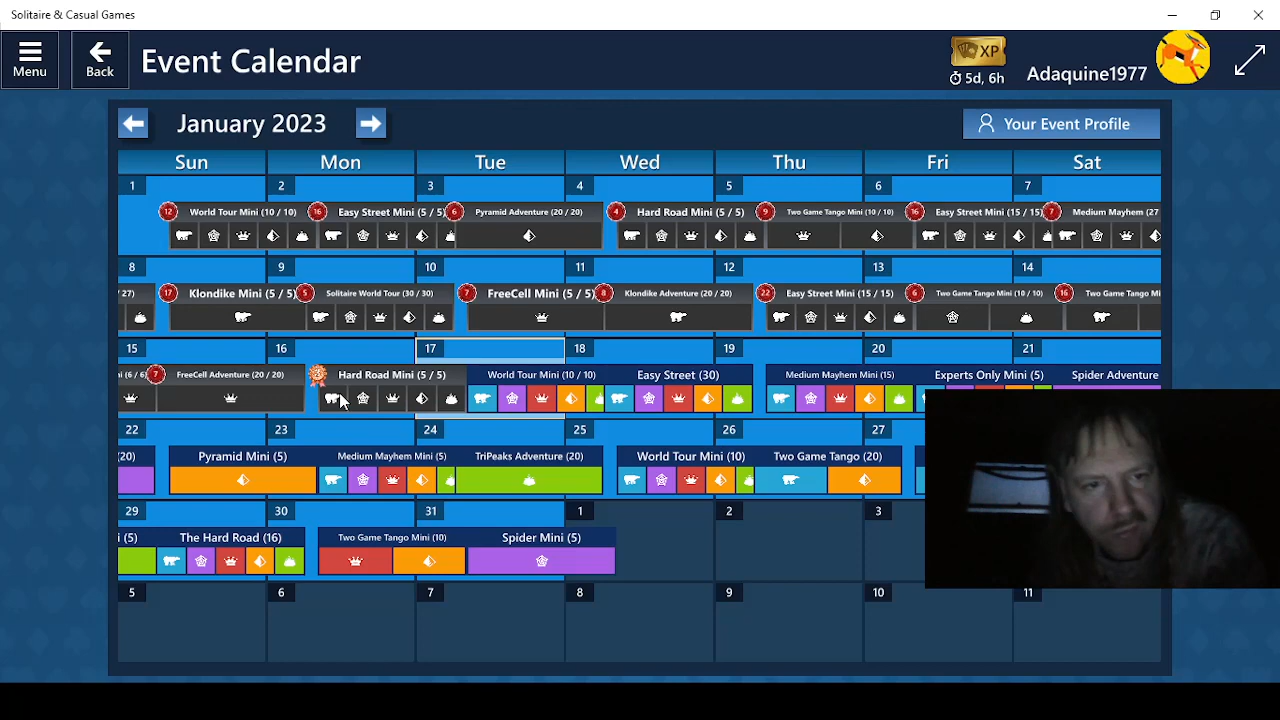 Solitaire & Casual Games
Menu
Back
Event Calendar
XP
5d, 6h
Adaquine1977
January 2023
Your Event Profile
Sun Mon Tue Wed Thu Fri Sat
1 2 3 4 5 6 7
12 World Tour Mini (10 / 10) 16 Easy Street Mini (5 / 5) 6 Pyramid Adventure (20 / 20) 4 Hard Road Mini (5 / 5) 9 Two Game Tango Mini (10 / 10) 16 Easy Street Mini (15 / 15) 7 Medium Mayhem (27
8 9 10 11 12 13 14
/ 27) 17 Klondike Mini (5 / 5) 5 Solitaire World Tour (30 / 30) 7 FreeCell Mini (5 / 5) 8 Klondike Adventure (20 / 20) 22 Easy Street Mini (15 / 15) 6 Two Game Tango Mini (10 / 10) 16 Two Game Tango Mi
15 16 17 18 19 20 21
ni (6 / 6) 7 FreeCell Adventure (20 / 20) Hard Road Mini (5 / 5) World Tour Mini (10 / 10) Easy Street (30) Medium Mayhem Mini (15) Experts Only Mini (5) Spider Adventure
22 23 24 25 26 27
(20) Pyramid Mini (5) Medium Mayhem Mini (5) TriPeaks Adventure (20) World Tour Mini (10) Two Game Tango (20)
29 30 31 1 2 3
i (5) The Hard Road (16) Two Game Tango Mini (10) Spider Mini (5)
5 6 7 8 9 10 11